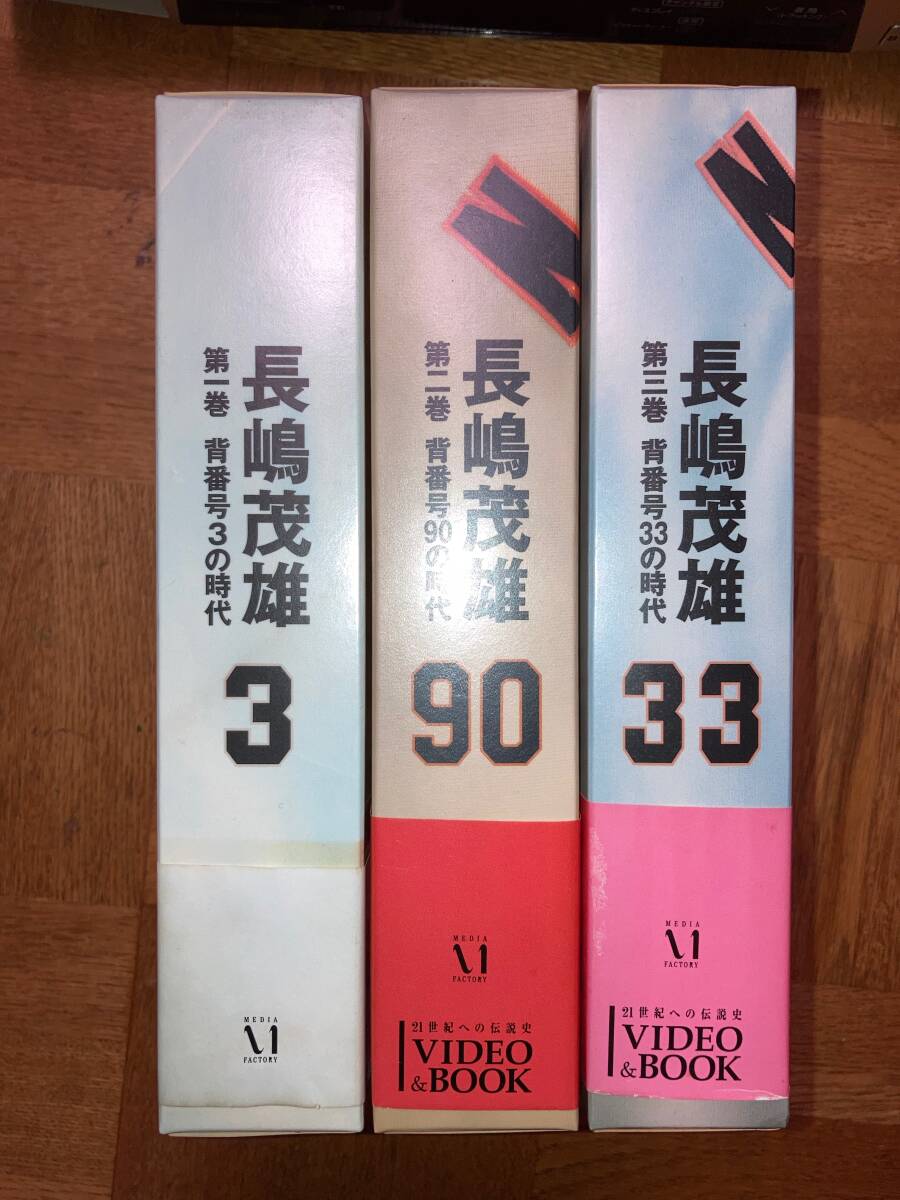 長嶋茂雄
第一巻 背番号3の時代
3
MEDIA
FACTORY
N
長嶋茂雄
第二巻 背番号90の時代
90
MEDIA
FACTORY
21世紀への伝説史
VIDEO
&BOOK
N
長嶋茂雄
第三巻 背番号33の時代
33
MEDIA
FACTORY
21世紀への伝説史
VIDEO
&BOOK